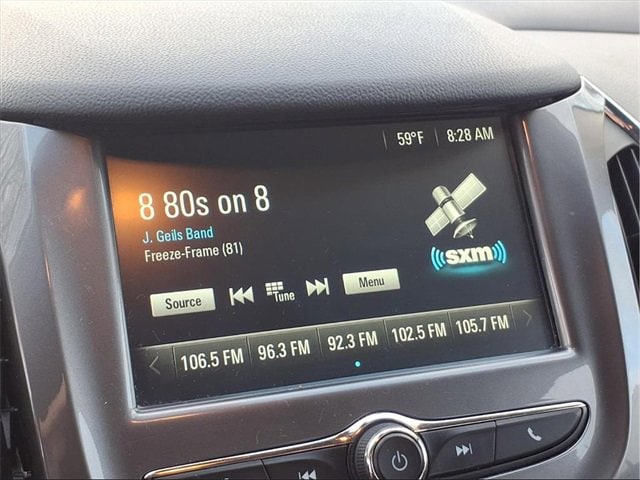 59°F 8:28 AM
8 80s on 8
J. Geils Band
Freeze-Frame (81)
sxm
Source Tune Menu
106.5 FM 96.3 FM 92.3 FM 102.5 FM 105.7 FM